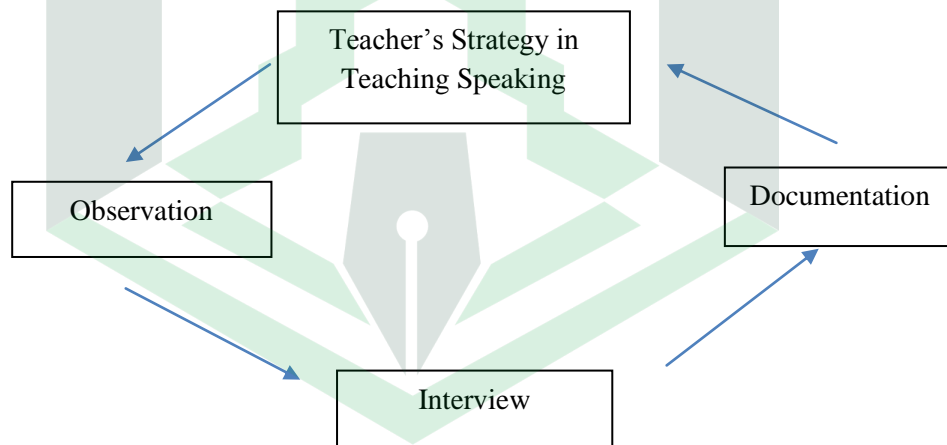 Teacher’s Strategy in
Teaching Speaking
Observation
Documentation
Interview